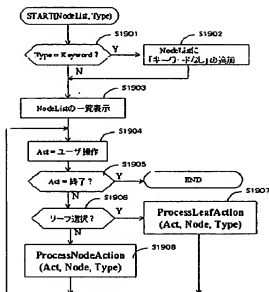 START(NodeList, Type)
S1901
Type = Keyword ?
Y
N
S1902
NodeListに
「キーワードなし」の追加
S1903
NodeListの一覧表示
S1904
Act = ユーザ操作
S1905
Act = 終了 ?
Y
N
END
S1906
リーフ選択 ?
Y
N
S1907
ProcessLeafAction
(Act, Node, Type)
ProcessNodeAction
(Act, Node, Type)
S1908